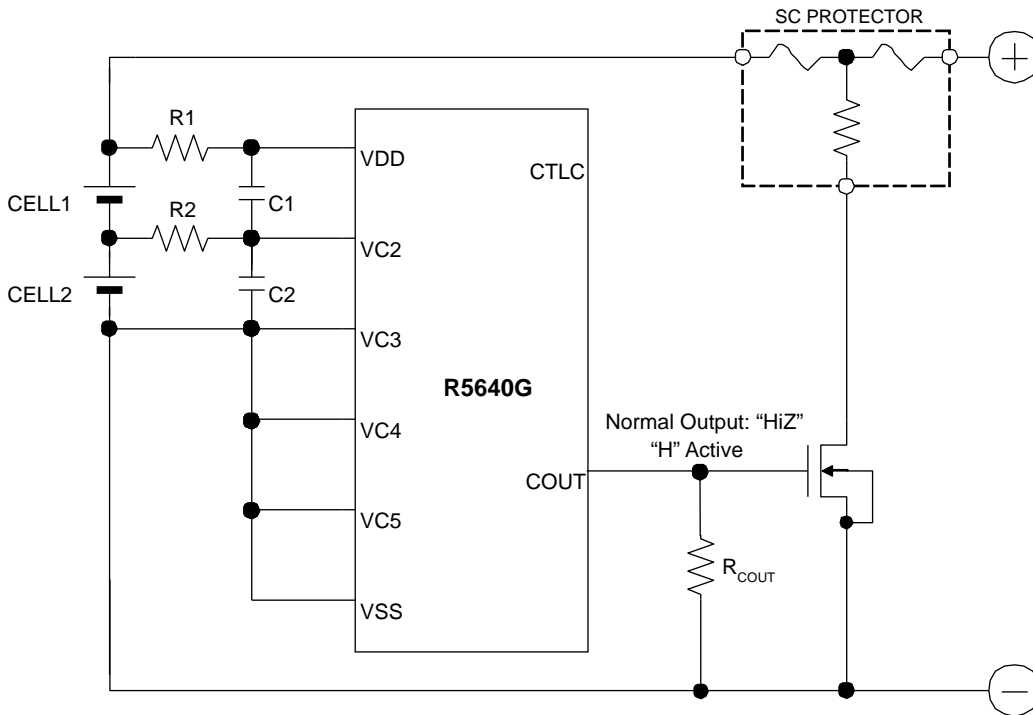 SC PROTECTOR
R1
VDD
CTLC
CELL1
C1
R2
VC2
CELL2
C2
VC3
R5640G
VC4
Normal Output: “HiZ”
“H” Active
COUT
VC5
RCOUT
VSS